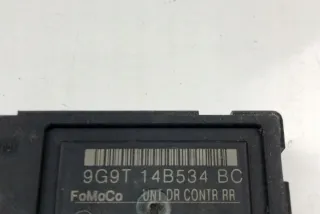 9G9T 14B534 BC
FoMoCo UNI DR CONTR RR